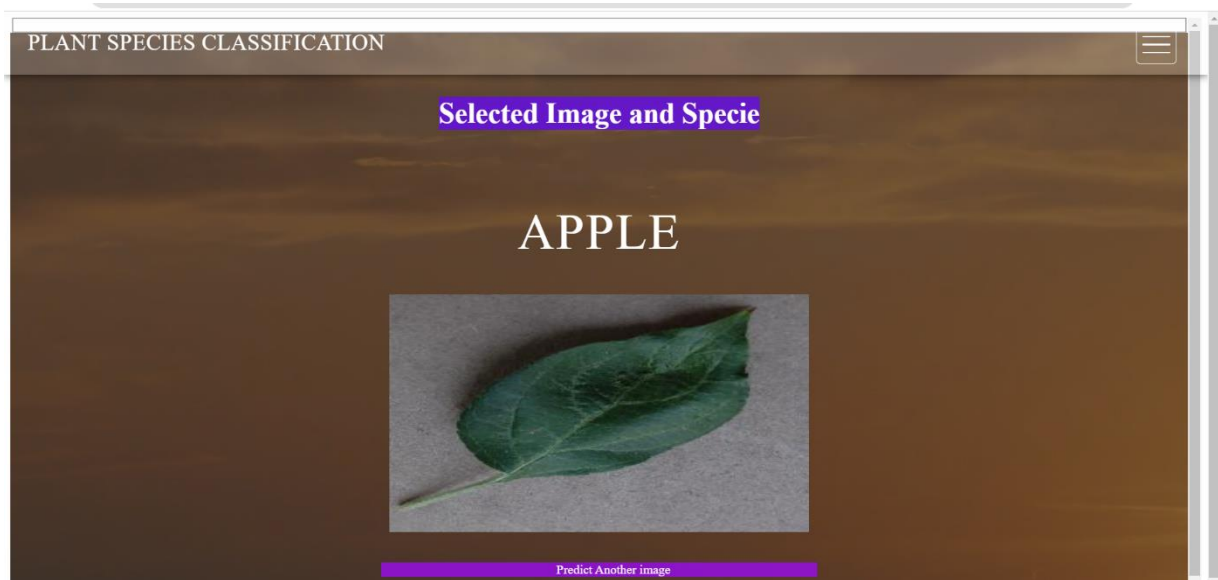 PLANT SPECIES CLASSIFICATION
Selected Image and Specie
APPLE
Predict Another image